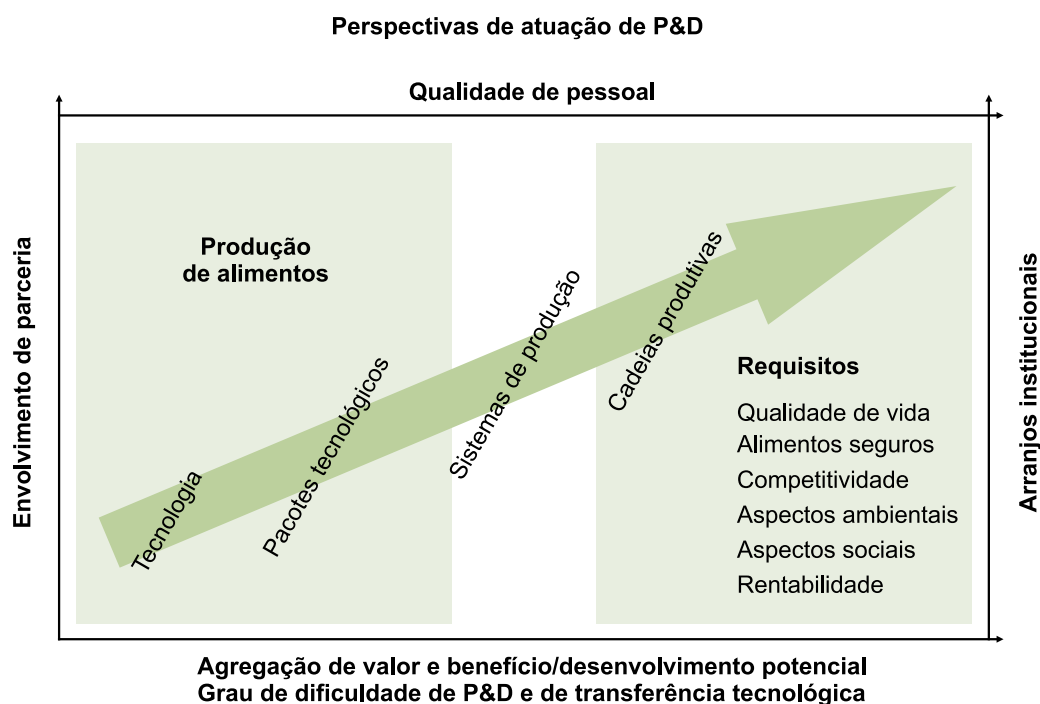 Perspectivas de atuação de P&D
Qualidade de pessoal
Envolvimento de parceria
Produção
de alimentos
Tecnologia
Pacotes tecnológicos
Sistemas de produção
Cadeias produtivas
Requisitos
Qualidade de vida
Alimentos seguros
Competitividade
Aspectos ambientais
Aspectos sociais
Rentabilidade
Arranjos institucionais
Agregação de valor e benefício/desenvolvimento potencial
Grau de dificuldade de P&D e de transferência tecnológica